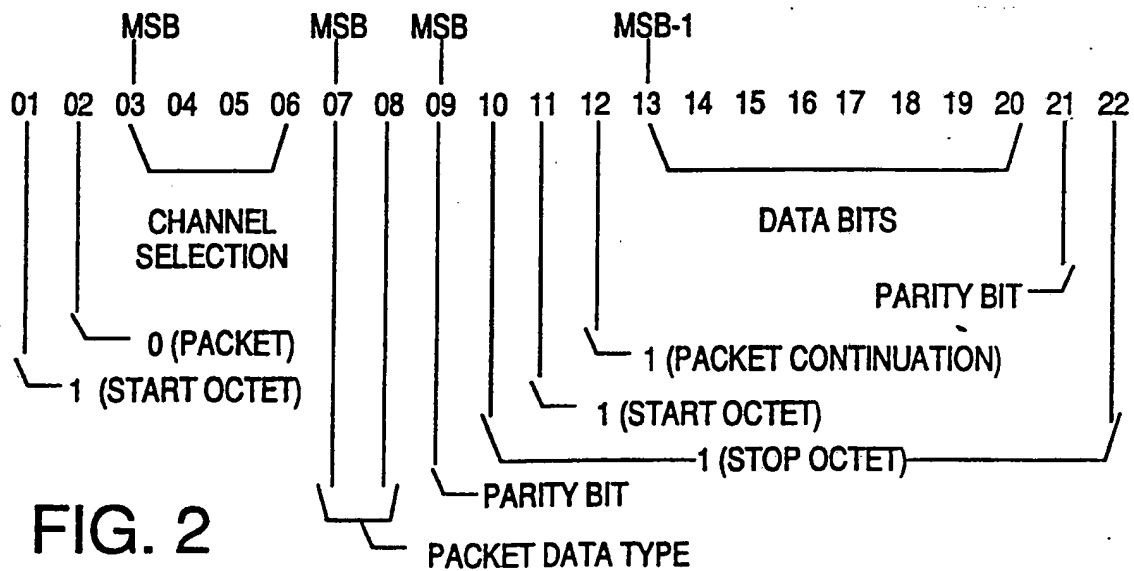 MSB MSB MSB MSB-1
01 02 03 04 05 06 07 08 09 10 11 12 13 14 15 16 17 18 19 20 21 22
CHANNEL
SELECTION
DATA BITS
PARITY BIT
0 (PACKET)
1 (PACKET CONTINUATION)
1 (START OCTET)
1 (START OCTET)
1 (STOP OCTET)
PARITY BIT
FIG. 2
PACKET DATA TYPE